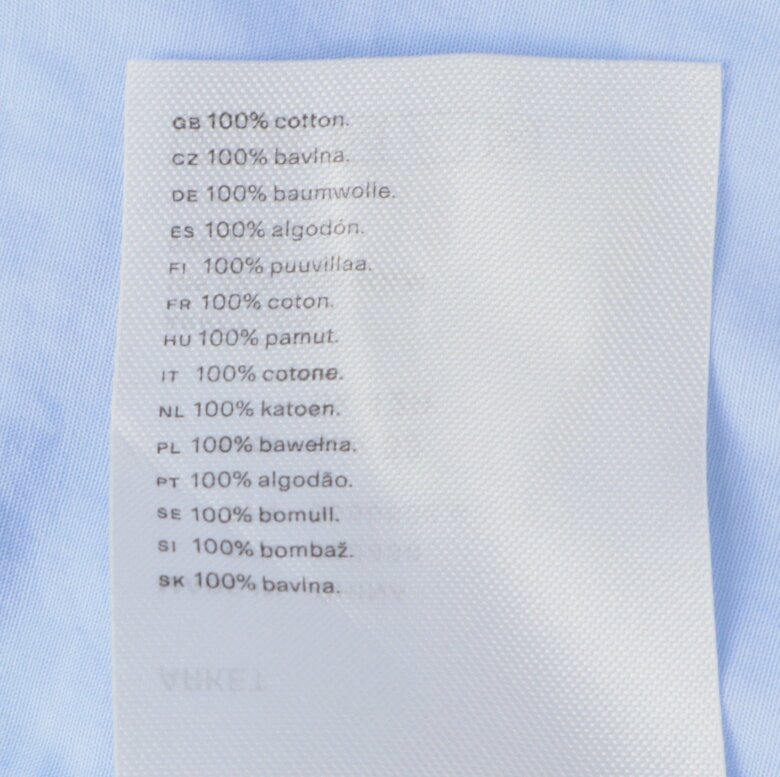 GB 100% cotton.
CZ 100% bavlna.
DE 100% baumwolle.
ES 100% algodón.
FI 100% puuvillaa.
FR 100% coton.
HU 100% pamut.
IT 100% cotone.
NL 100% katoen.
PL 100% bawełna.
PT 100% algodão.
SE 100% bomull.
SI 100% bombaž.
SK 100% bavlna.
ARKET